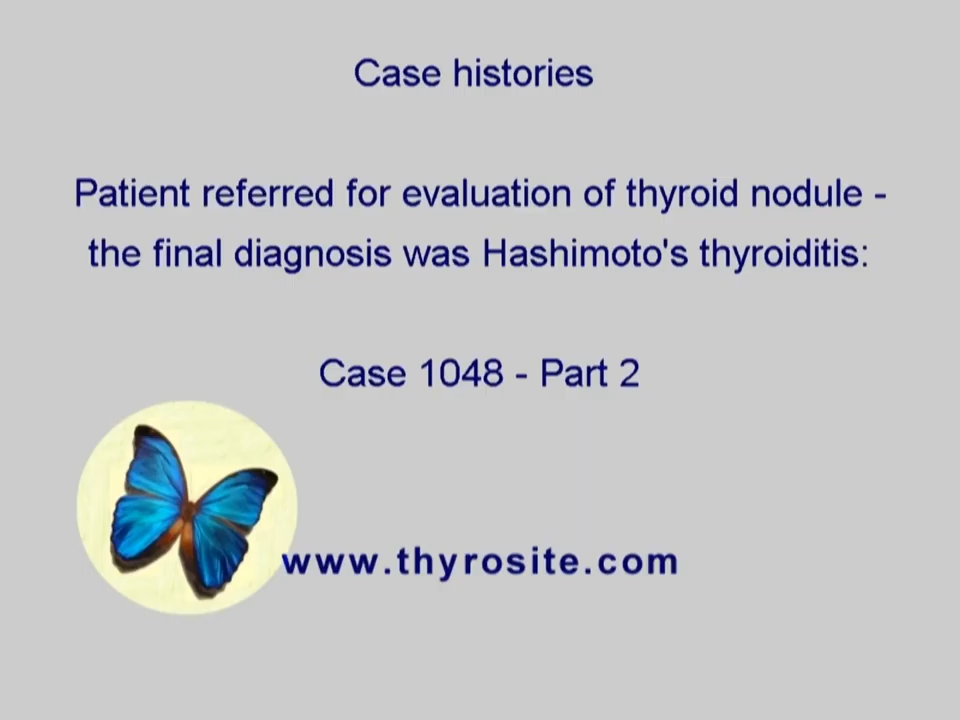 Case histories
Patient referred for evaluation of thyroid nodule -
the final diagnosis was Hashimoto's thyroiditis:
Case 1048 - Part 2
www.thyrosite.com